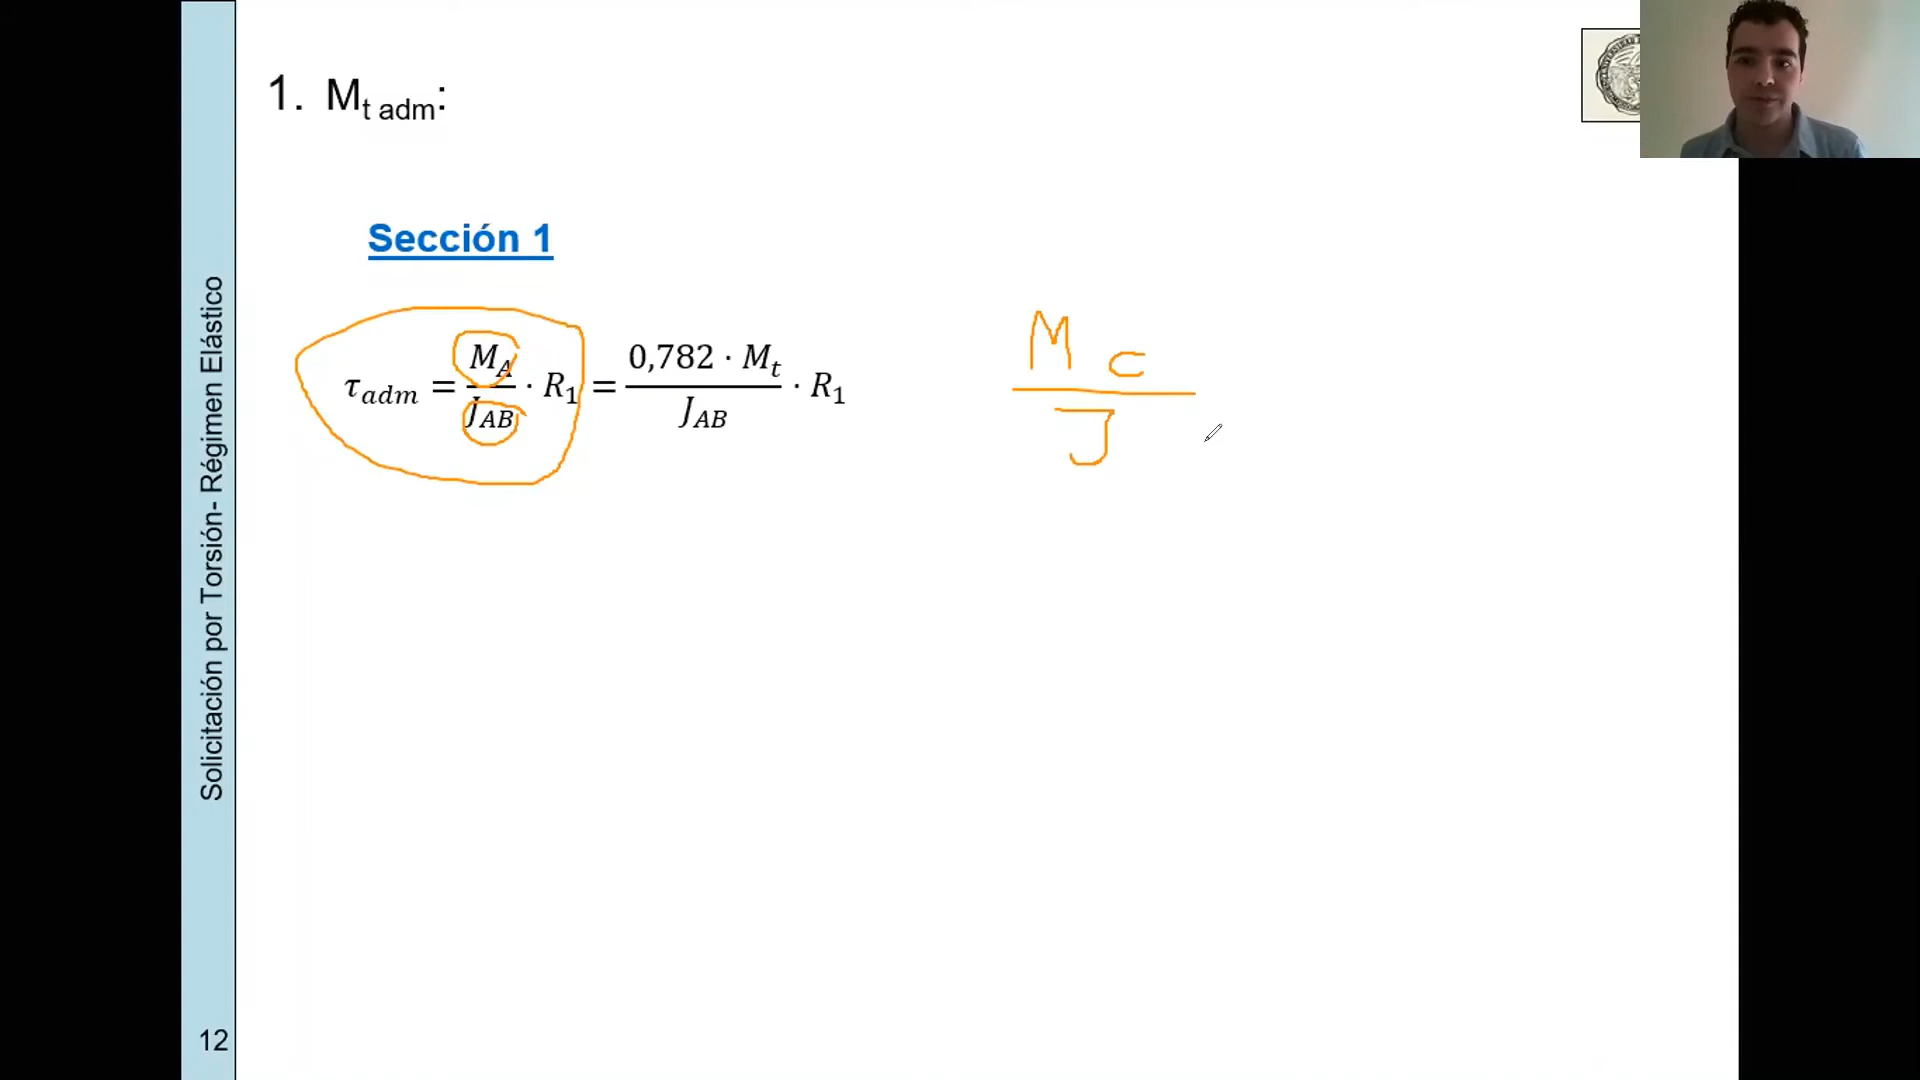 1. Mt adm:
Sección 1
τadm = MA/JAB · R1 = 0,782 · Mt/JAB · R1
M c
J
Solicitación por Torsión- Régimen Elástico
12